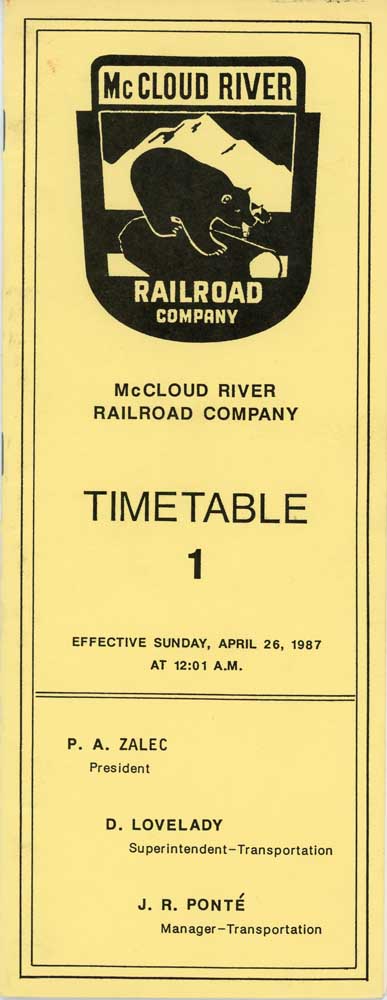 McCLOUD RIVER
RAILROAD
COMPANY
McCLOUD RIVER
RAILROAD COMPANY
TIMETABLE
1
EFFECTIVE SUNDAY, APRIL 26, 1987
AT 12:01 A.M.
P. A. ZALEC
President
D. LOVELADY
Superintendent–Transportation
J. R. PONTÉ
Manager–Transportation